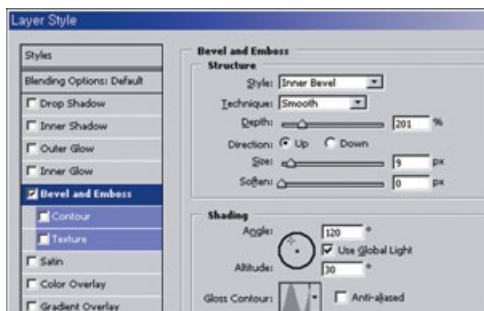 Layer Style
Styles
Blending Options: Default
Drop Shadow
Inner Shadow
Outer Glow
Inner Glow
Bevel and Emboss
Contour
Texture
Satin
Color Overlay
Gradient Overlay
Bevel and Emboss
Structure
Style: Inner Bevel
Technique: Smooth
Depth: 201 %
Direction: Up Down
Size: 9 px
Soften: 0 px
Shading
Angle: 120 °
Use Global Light
Altitude: 30 °
Gloss Contour: Anti-aliased